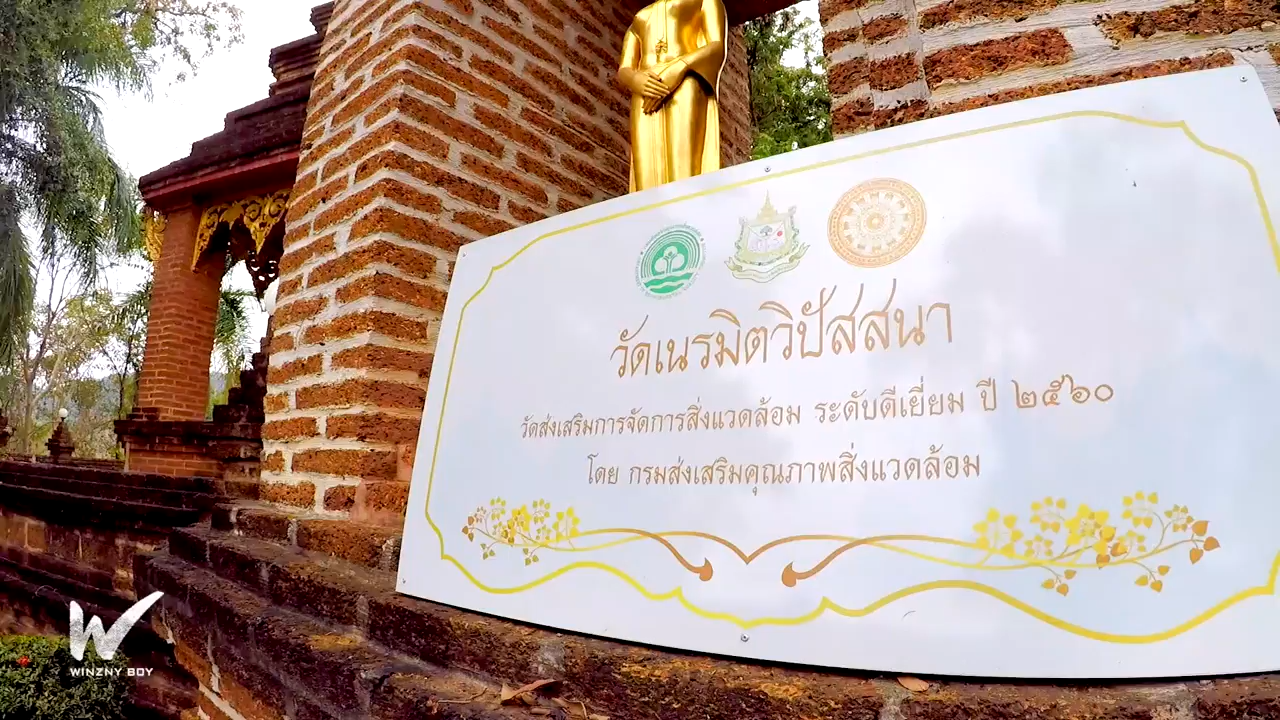 วัดเนรมิตวิปัสสนา
วัดส่งเสริมการจัดการสิ่งแวดล้อม ระดับดีเยี่ยม ปี ๒๕๖๐
โดย กรมส่งเสริมคุณภาพสิ่งแวดล้อม
W
WINZNY BOY